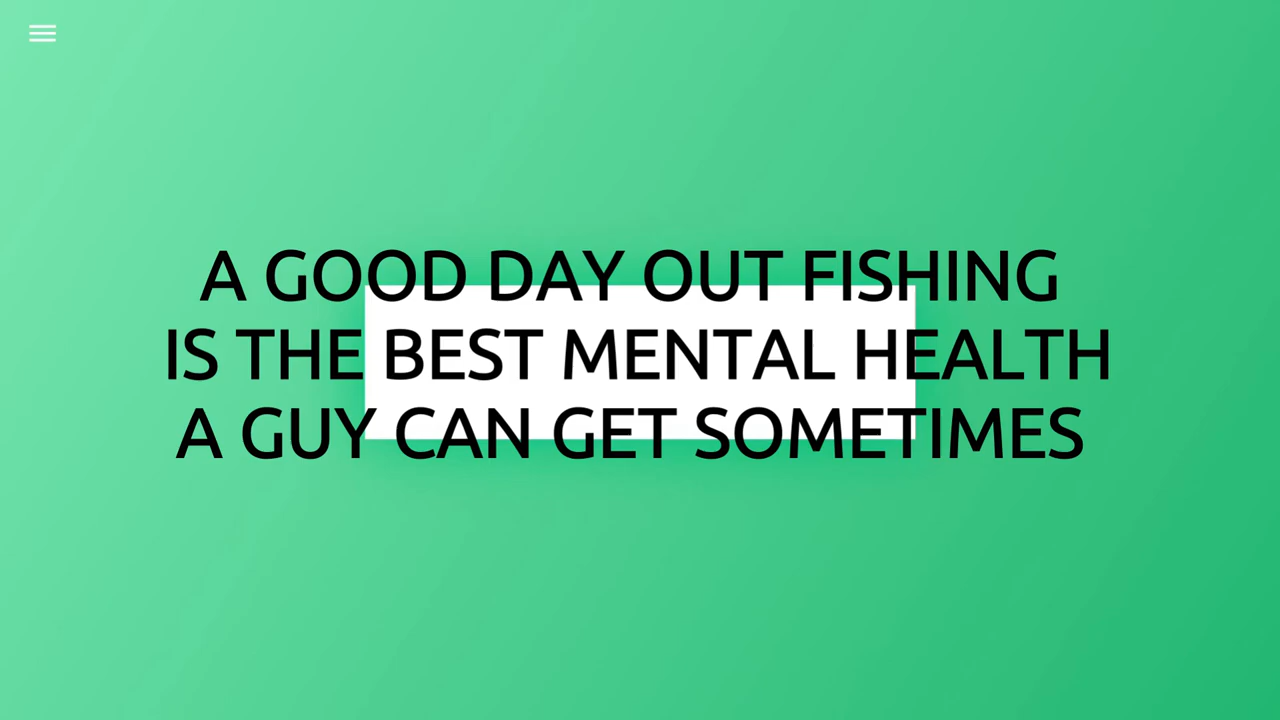 A GOOD DAY OUT FISHING
IS THE BEST MENTAL HEALTH
A GUY CAN GET SOMETIMES